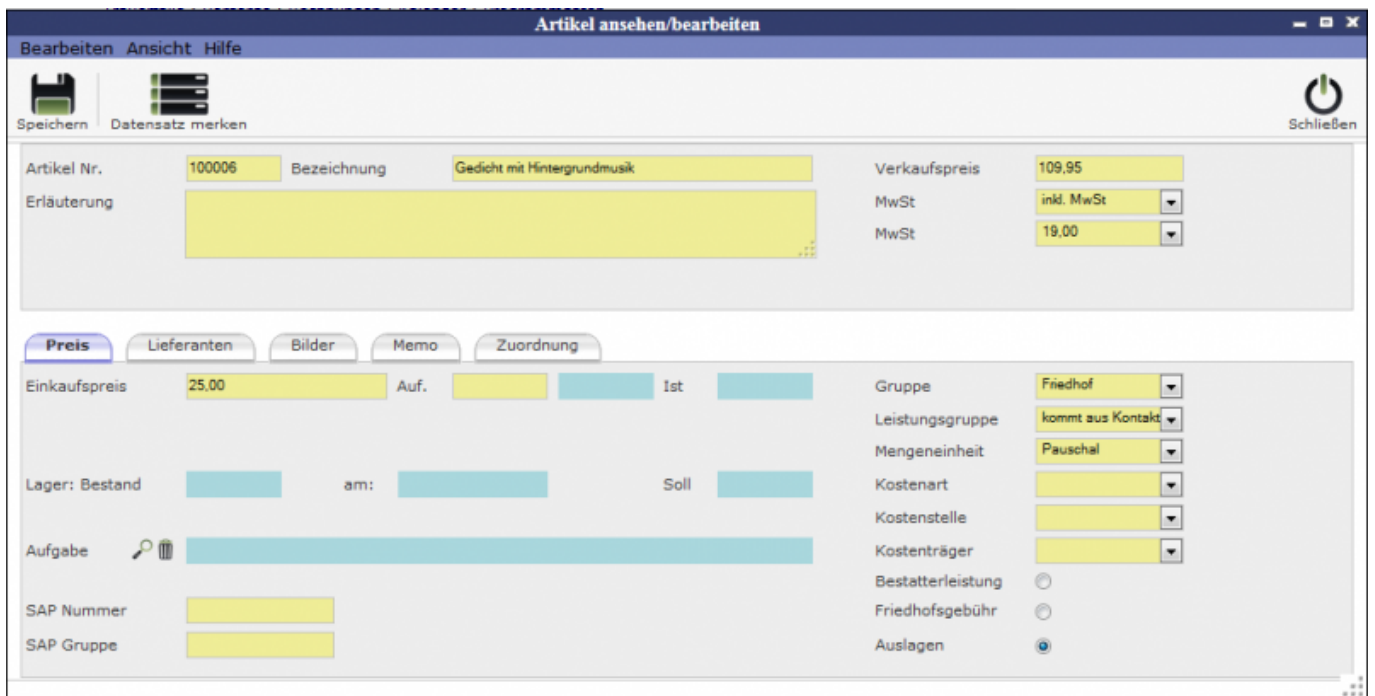 Artikel ansehen/bearbeiten
Bearbeiten Ansicht Hilfe
Speichern Datensatz merken Schließen
Artikel Nr. 100006 Bezeichnung Gedicht mit Hintergrundmusik Verkaufspreis 109,95
Erläuterung MwSt inkl. MwSt
MwSt 19,00
Preis Lieferanten Bilder Memo Zuordnung
Einkaufspreis 25,00 Auf. Ist Gruppe Friedhof
Leistungsgruppe kommt aus Kontakt
Mengeneinheit Pauschal
Lager: Bestand am: Soll Kostenart
Kostenstelle
Aufgabe Kostenträger
Bestatterleistung
SAP Nummer Friedhofsgebühr
SAP Gruppe Auslagen